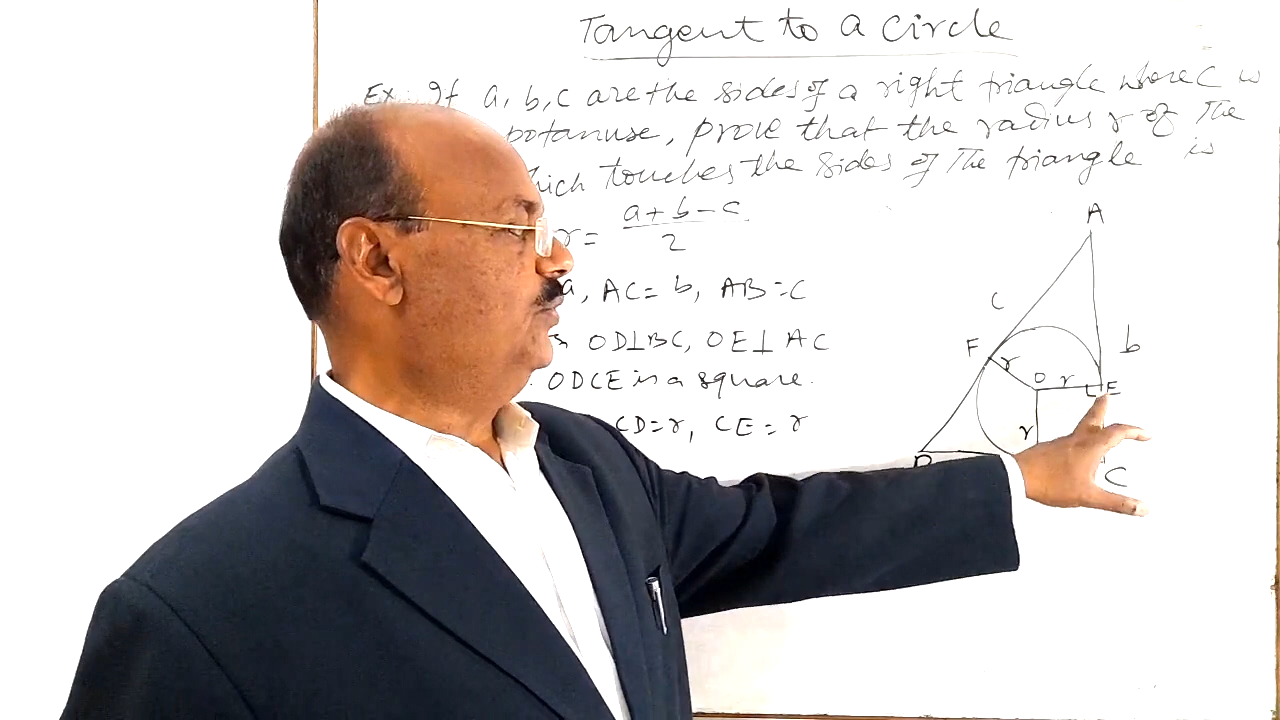 Tangent to a circle
Ex: If a, b, c are the sides of a right triangle where C is
potanuse, prove that the radius r of The
hich touches the sides of The triangle is
r = a+b-c / 2
a, AC = b, AB = C
OD⊥BC, OE⊥AC
ODCE is a square.
CD = r, CE = r
A
C
b
F
r
O
r
E
r
C